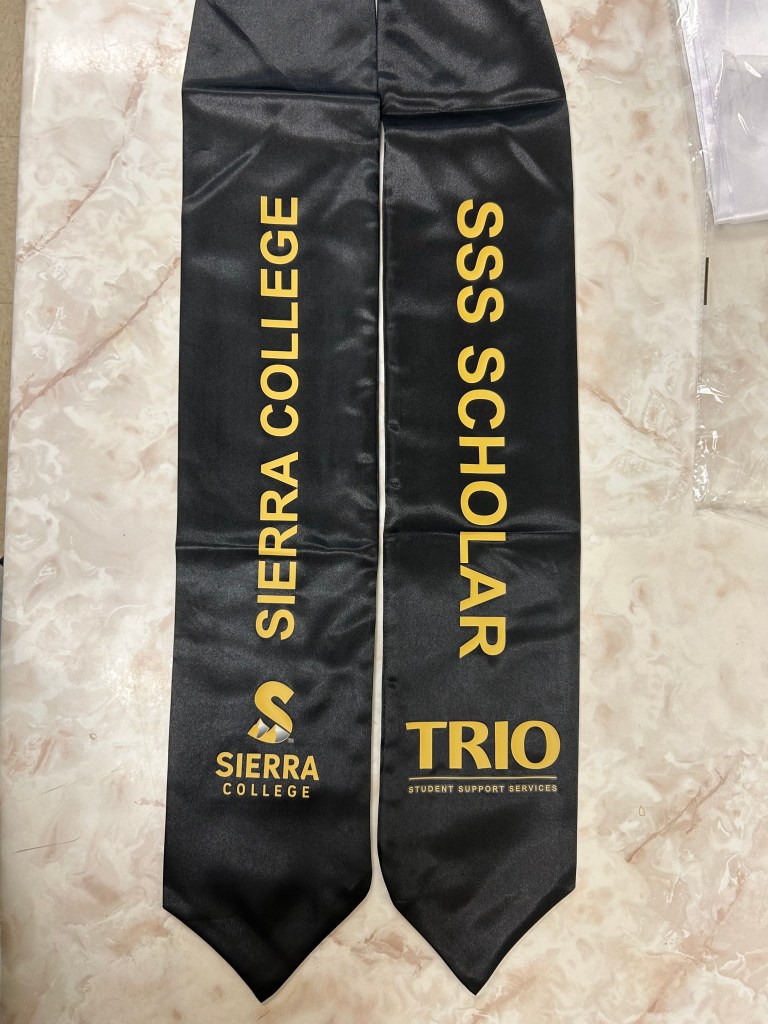 SIERRA COLLEGE
SIERRA
COLLEGE
SSS SCHOLAR
TRIO
STUDENT SUPPORT SERVICES